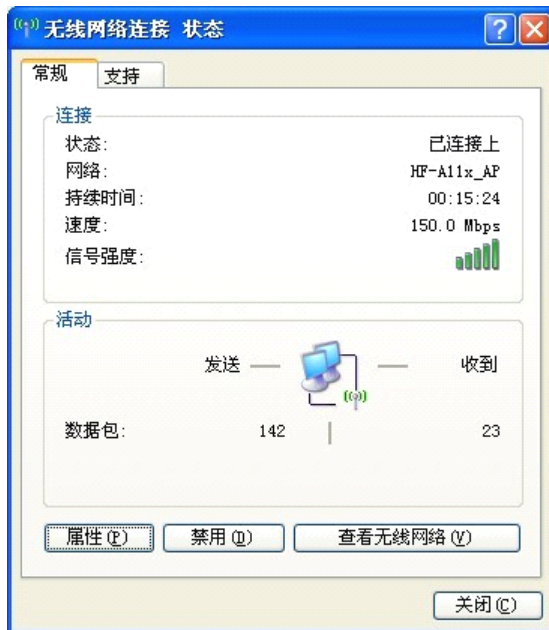 无线网络连接 状态
常规 支持
连接
状态: 已连接上
网络: HF-A11x_AP
持续时间: 00:15:24
速度: 150.0 Mbps
信号强度:
活动
发送 — — 收到
数据包: 142 | 23
属性(P) 禁用(D) 查看无线网络(V)
关闭(C)